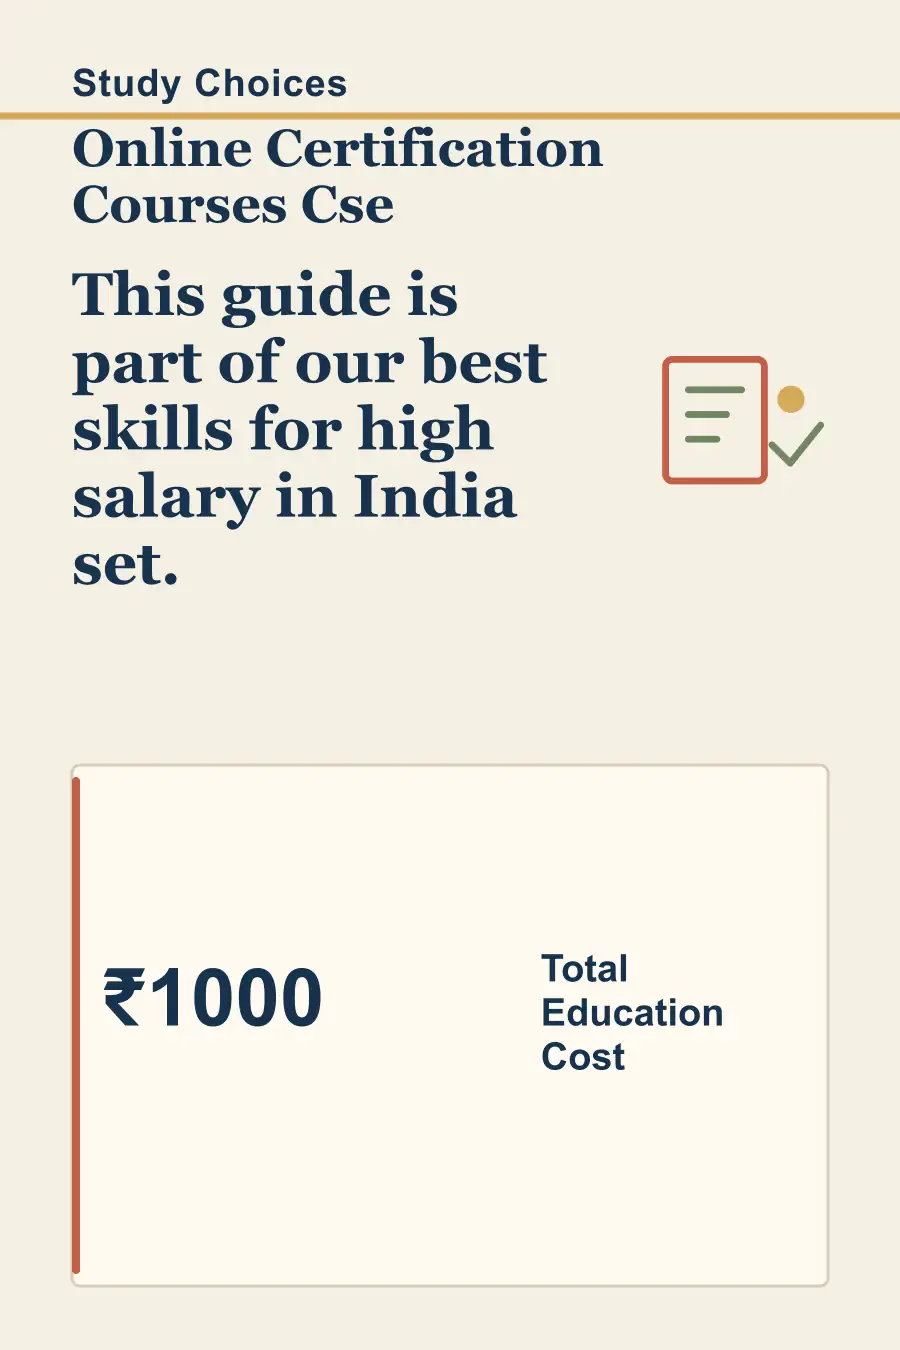 Study Choices
Online Certification
Courses Cse
This guide is
part of our best
skills for high
salary in India
set.
₹1000
Total
Education
Cost